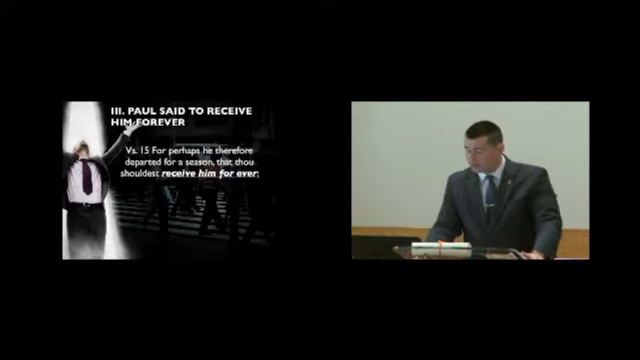 III. PAUL SAID TO RECEIVE
HIM FOREVER
Vs. 15 For perhaps he therefore
departed for a season, that thou
shouldest receive him for ever;